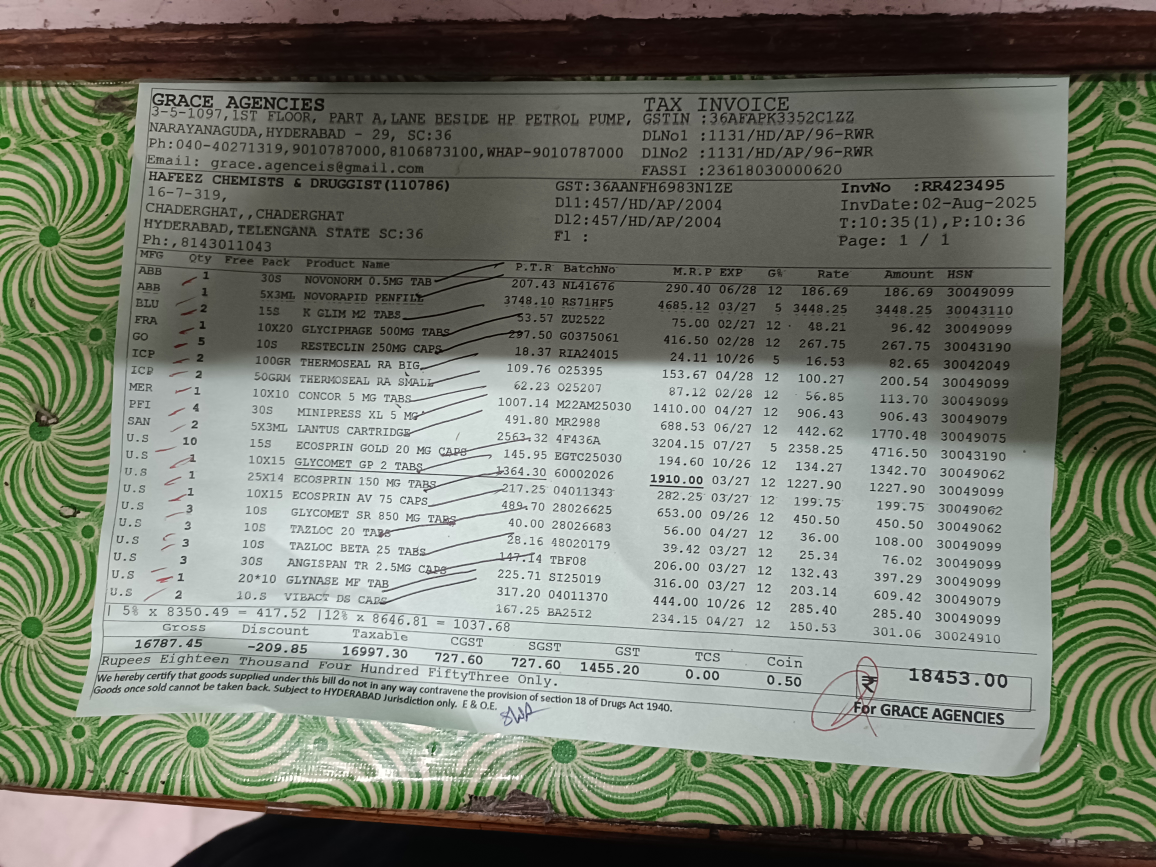 GRACE AGENCIES
3-5-1097,1ST FLOOR, PART A,LANE BESIDE HP PETROL PUMP,
NARAYANAGUDA,HYDERABAD - 29, SC:36
Ph:040-40271319,9010787000,8106873100,WHAP-9010787000
Email: grace.agenceis@gmail.com
TAX INVOICE
GSTIN :36AFAPK3352C1ZZ
DLNo1 :1131/HD/AP/96-RWR
DlNo2 :1131/HD/AP/96-RWR
FASSI :23618030000620
HAFEEZ CHEMISTS & DRUGGIST(110786)
16-7-319,
CHADERGHAT,,CHADERGHAT
HYDERABAD,TELENGANA STATE SC:36
Ph:,8143011043
GST:36AANFH6983N1ZE
Dl1:457/HD/AP/2004
Dl2:457/HD/AP/2004
Fl :
InvNo :RR423495
InvDate:02-Aug-2025
T:10:35(1),P:10:36
Page: 1 / 1
MFG Qty Free Pack Product Name P.T.R BatchNo M.R.P EXP G% Rate Amount HSN
ABB 1 30S NOVONORM 0.5MG TAB 207.43 NL41676 290.40 06/28 12 186.69 186.69 30049099
ABB 1 5X3ML NOVORAPID PENFILL 3748.10 RS71HF5 4685.12 03/27 5 3448.25 3448.25 30043110
BLU 2 15S K GLIM M2 TABS 53.57 ZU2522 75.00 02/27 12 48.21 96.42 30049099
FRA 1 10X20 GLYCIPHAGE 500MG TABS 297.50 G0375061 416.50 02/28 12 267.75 267.75 30043190
GO 5 10S RESTECLIN 250MG CAPS 18.37 RIA24015 24.11 10/26 5 16.53 82.65 30042049
ICP 2 100GR THERMOSEAL RA BIG 109.76 O25395 153.67 04/28 12 100.27 200.54 30049099
ICP 2 50GRM THERMOSEAL RA SMALL 62.23 O25207 87.12 02/28 12 56.85 113.70 30049099
MER 1 10X10 CONCOR 5 MG TABS 1007.14 M22AM25030 1410.00 04/27 12 906.43 906.43 30049079
PFI 4 30S MINIPRESS XL 5 MG 491.80 MR2988 688.53 06/27 12 442.62 1770.48 30049075
SAN 2 5X3ML LANTUS CARTRIDGE 2563.32 4F436A 3204.15 07/27 5 2358.25 4716.50 30043190
U.S 10 15S ECOSPRIN GOLD 20 MG CAPS 145.95 EGTC25030 194.60 10/26 12 134.27 1342.70 30049062
U.S 1 10X15 GLYCOMET GP 2 TABS 1364.30 60002026 1910.00 03/27 12 1227.90 1227.90 30049099
U.S 1 25X14 ECOSPRIN 150 MG TABS 217.25 04011343 282.25 03/27 12 199.75 199.75 30049062
U.S 1 10X15 ECOSPRIN AV 75 CAPS 489.70 28026625 653.00 09/26 12 450.50 450.50 30049062
U.S 3 10S GLYCOMET SR 850 MG TABS 40.00 28026683 56.00 04/27 12 36.00 108.00 30049099
U.S 3 10S TAZLOC 20 TABS 28.16 48020179 39.42 03/27 12 25.34 76.02 30049099
U.S 3 10S TAZLOC BETA 25 TABS 147.14 TBF08 206.00 03/27 12 132.43 397.29 30049099
U.S 3 30S ANGISPAN TR 2.5MG CAPS 225.71 SI25019 316.00 03/27 12 203.14 609.42 30049079
U.S 1 20*10 GLYNASE MF TAB 317.20 04011370 444.00 10/26 12 285.40 285.40 30049099
U.S 2 10.S VIBACT DS CAPS 167.25 BA25I2 234.15 04/27 12 150.53 301.06 30024910
| 5% x 8350.49 = 417.52 |12% x 8646.81 = 1037.68
Gross Discount Taxable CGST SGST GST TCS Coin
16787.45 -209.85 16997.30 727.60 727.60 1455.20 0.00 0.50 ₹ 18453.00
Rupees Eighteen Thousand Four Hundred FiftyThree Only.
We hereby certify that goods supplied under this bill do not in any way contravene the provision of section 18 of Drugs Act 1940.
Goods once sold cannot be taken back. Subject to HYDERABAD Jurisdiction only. E & O.E.
For GRACE AGENCIES